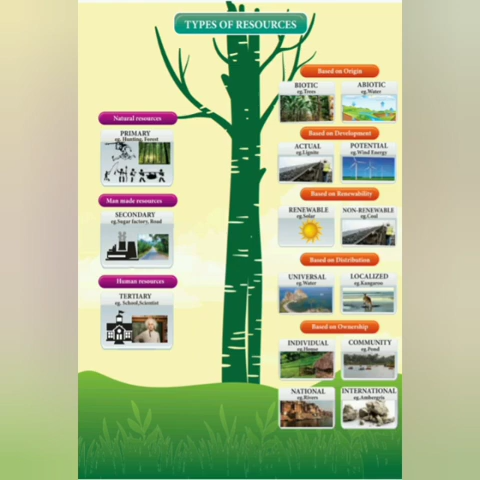 TYPES OF RESOURCES
Natural resources
PRIMARY
eg. Hunting, Forest
Man made resources
SECONDARY
eg.Sugar factory, Road
Human resources
TERTIARY
eg. School,Scientist
Based on Origin
BIOTIC
eg.Trees
ABIOTIC
eg.Water
Based on Development
ACTUAL
eg.Lignite
POTENTIAL
eg.Wind Energy
Based on Renewability
RENEWABLE
eg.Solar
NON-RENEWABLE
eg.Coal
Based on Distribution
UNIVERSAL
eg.Water
LOCALIZED
eg.Kangaroo
Based on Ownership
INDIVIDUAL
eg.House
COMMUNITY
eg.Pond
NATIONAL
eg.Rivers
INTERNATIONAL
eg.Ambergris